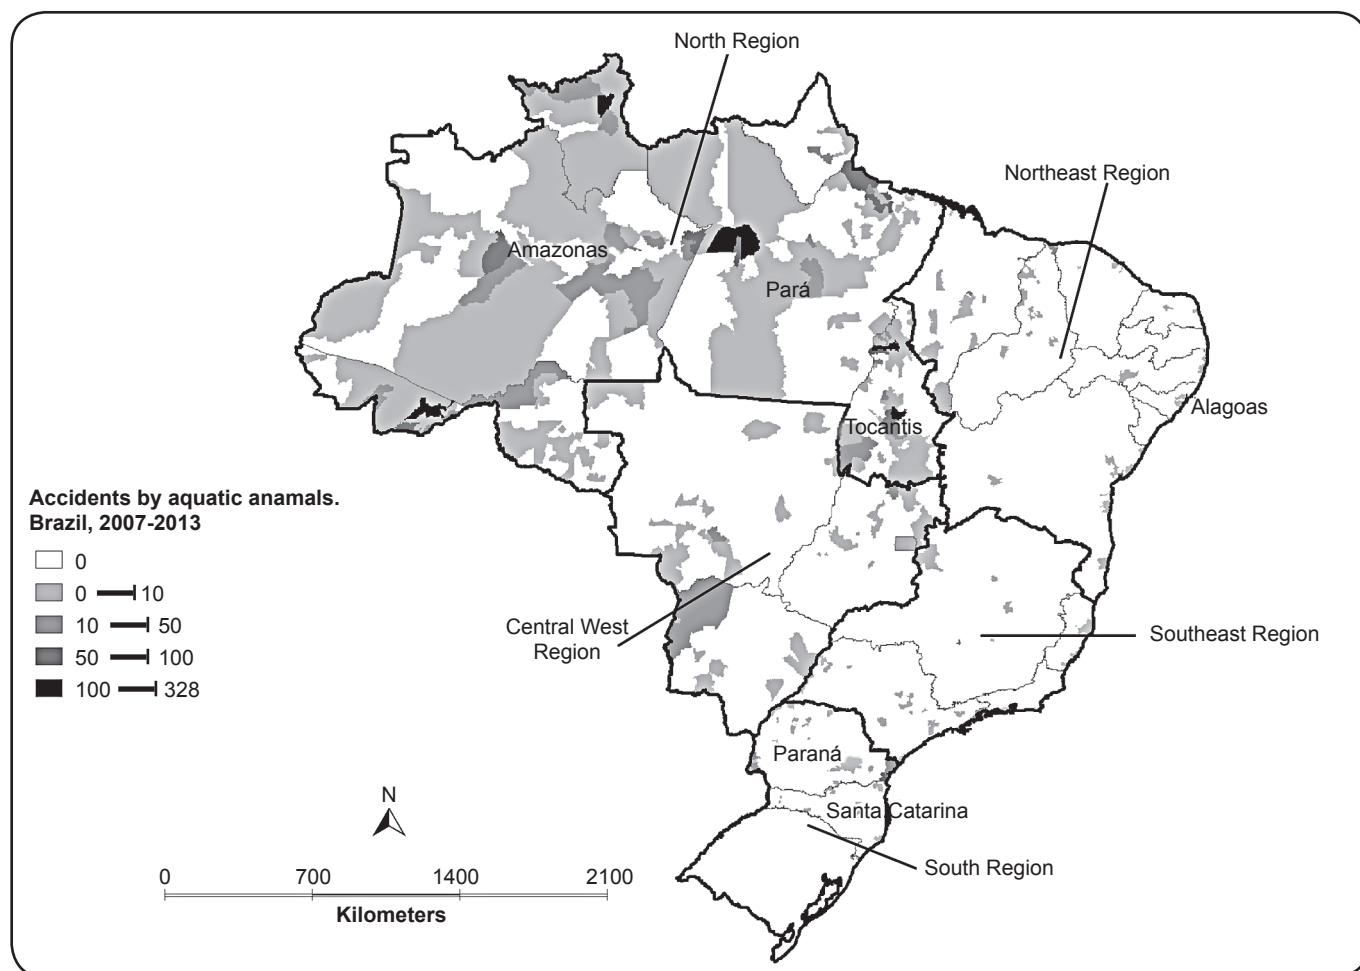 North Region
Northeast Region
Amazonas
Pará
Alagoas
Tocantis
Accidents by aquatic anamals.
Brazil, 2007-2013
0
0 10
10 50
50 100
100 328
Central West
Region
Southeast Region
Paraná
Santa Catarina
South Region
N
0 700 1400 2100
Kilometers